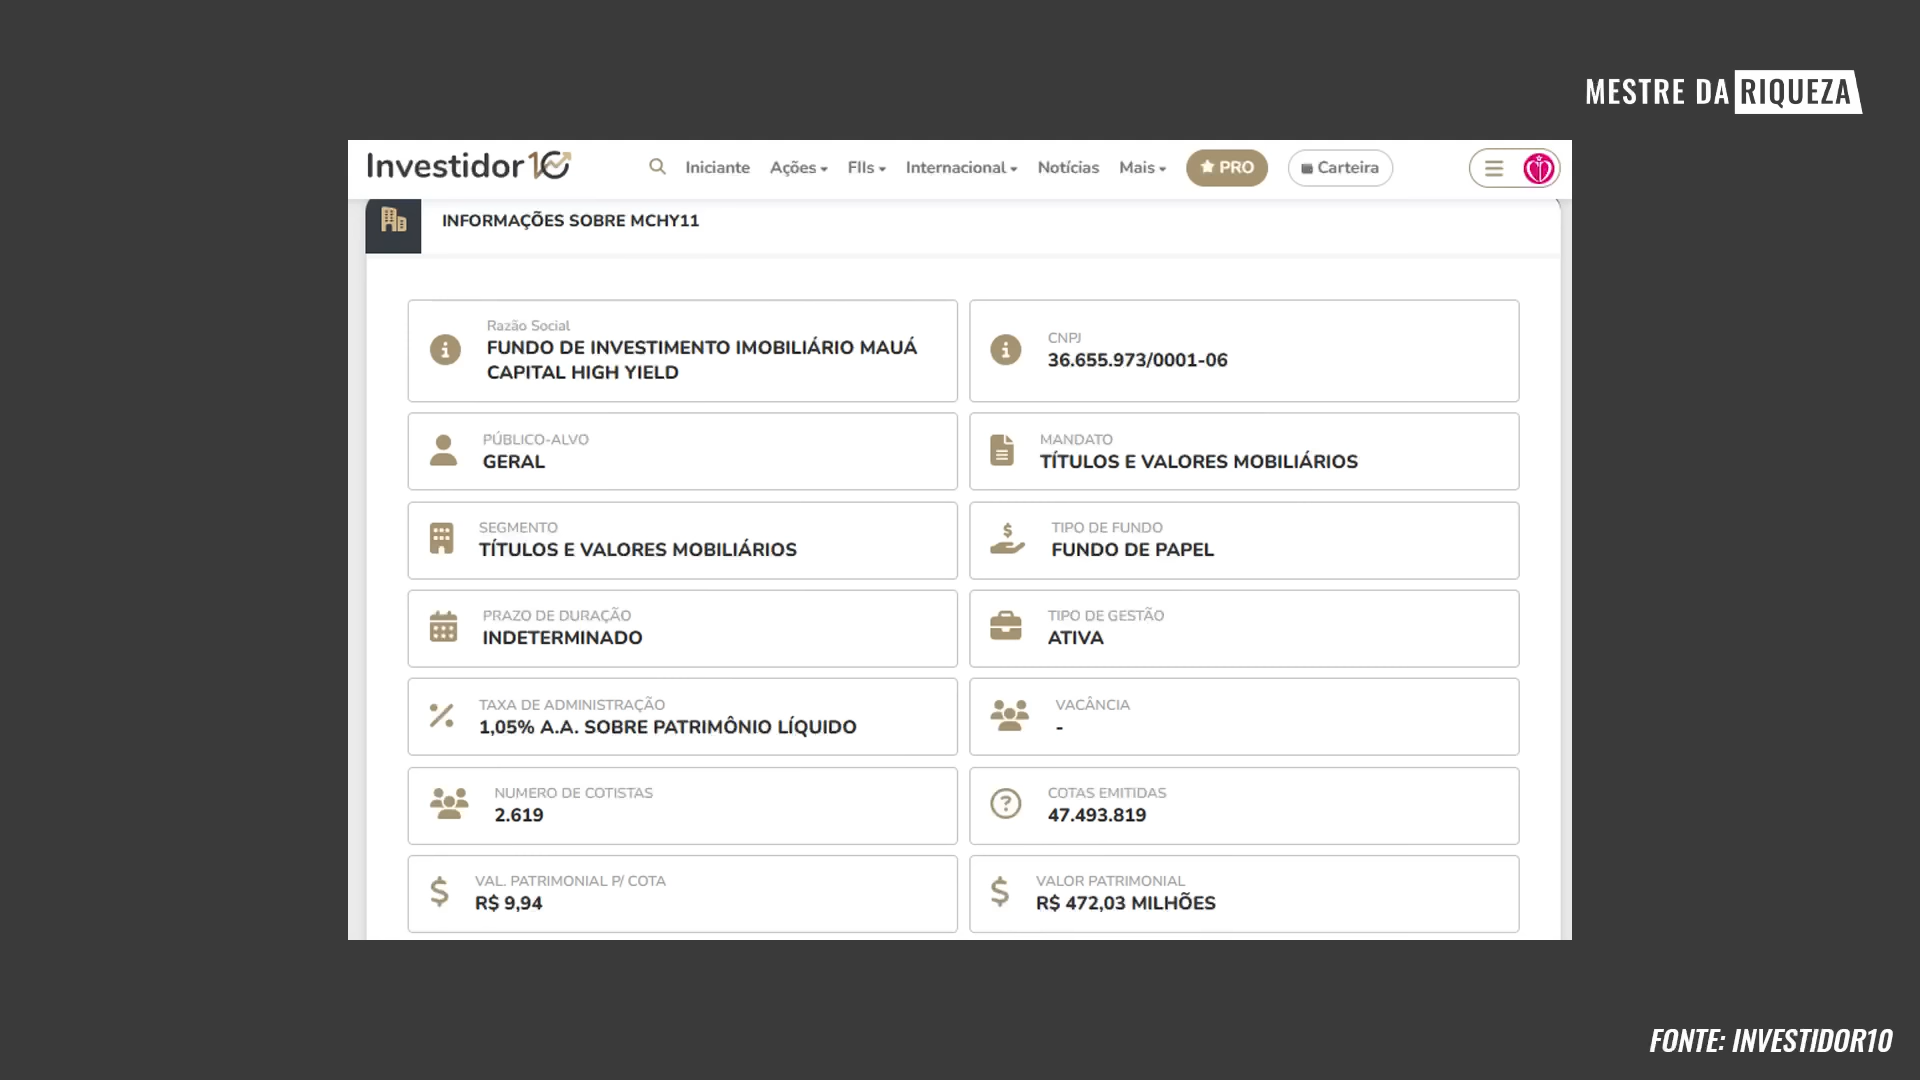 MESTRE DA RIQUEZA
Investidor10
Iniciante Ações FIIs Internacional Notícias Mais PRO Carteira
INFORMAÇÕES SOBRE MCHY11
Razão Social
FUNDO DE INVESTIMENTO IMOBILIÁRIO MAUÁ
CAPITAL HIGH YIELD
CNPJ
36.655.973/0001-06
PÚBLICO-ALVO
GERAL
MANDATO
TÍTULOS E VALORES MOBILIÁRIOS
SEGMENTO
TÍTULOS E VALORES MOBILIÁRIOS
TIPO DE FUNDO
FUNDO DE PAPEL
PRAZO DE DURAÇÃO
INDETERMINADO
TIPO DE GESTÃO
ATIVA
TAXA DE ADMINISTRAÇÃO
1,05% A.A. SOBRE PATRIMÔNIO LÍQUIDO
VACÂNCIA
-
NUMERO DE COTISTAS
2.619
COTAS EMITIDAS
47.493.819
VAL. PATRIMONIAL P/ COTA
R$ 9,94
VALOR PATRIMONIAL
R$ 472,03 MILHÕES
FONTE: INVESTIDOR10